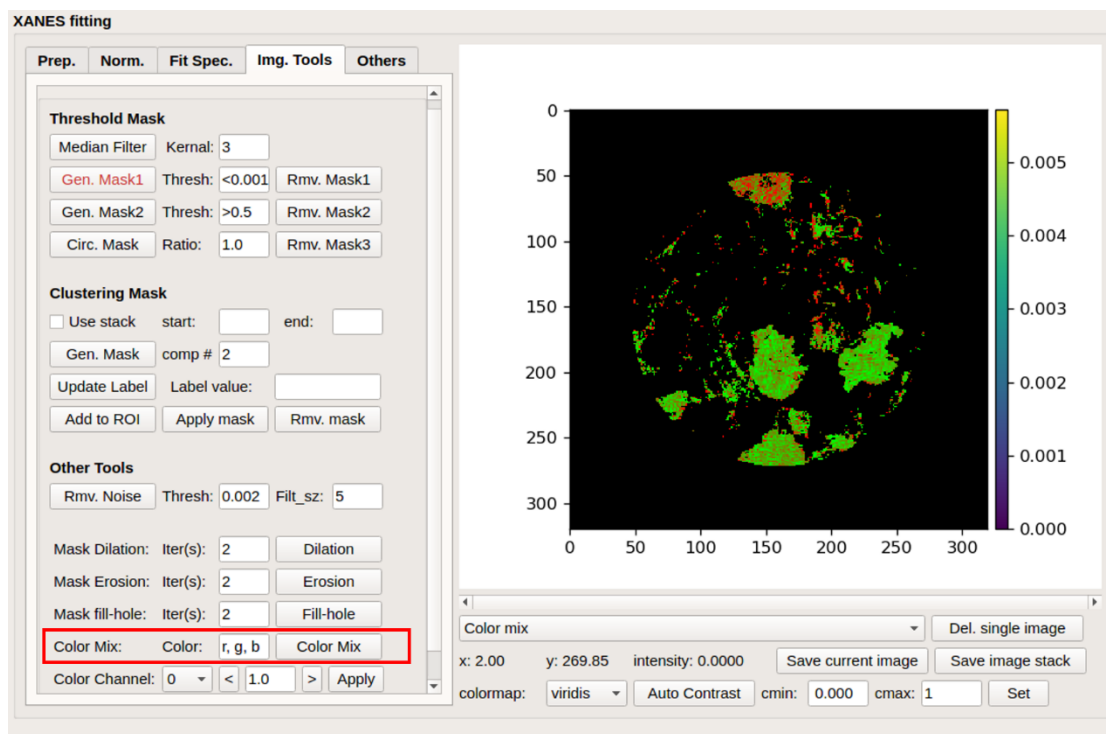 XANES fitting
Prep. Norm. Fit Spec. Img. Tools Others
Threshold Mask
Median Filter Kernal: 3
Gen. Mask1 Thresh: <0.001 Rmv. Mask1
Gen. Mask2 Thresh: >0.5 Rmv. Mask2
Circ. Mask Ratio: 1.0 Rmv. Mask3
Clustering Mask
Use stack start: end:
Gen. Mask comp # 2
Update Label Label value:
Add to ROI Apply mask Rmv. mask
Other Tools
Rmv. Noise Thresh: 0.002 Filt_sz: 5
Mask Dilation: Iter(s): 2 Dilation
Mask Erosion: Iter(s): 2 Erosion
Mask fill-hole: Iter(s): 2 Fill-hole
Color Mix: Color: r, g, b Color Mix
Color Channel: 0 < 1.0 > Apply
0
50
100
150
200
250
300
0 50 100 150 200 250 300
0.005
0.004
0.003
0.002
0.001
0.000
Color mix Del. single image
x: 2.00 y: 269.85 intensity: 0.0000 Save current image Save image stack
colormap: viridis Auto Contrast cmin: 0.000 cmax: 1 Set